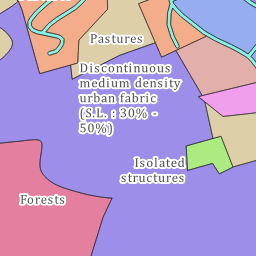 Pastures
Discontinuous
medium density
urban fabric
(S.L. : 30% -
50%)
Isolated
structures
Forests